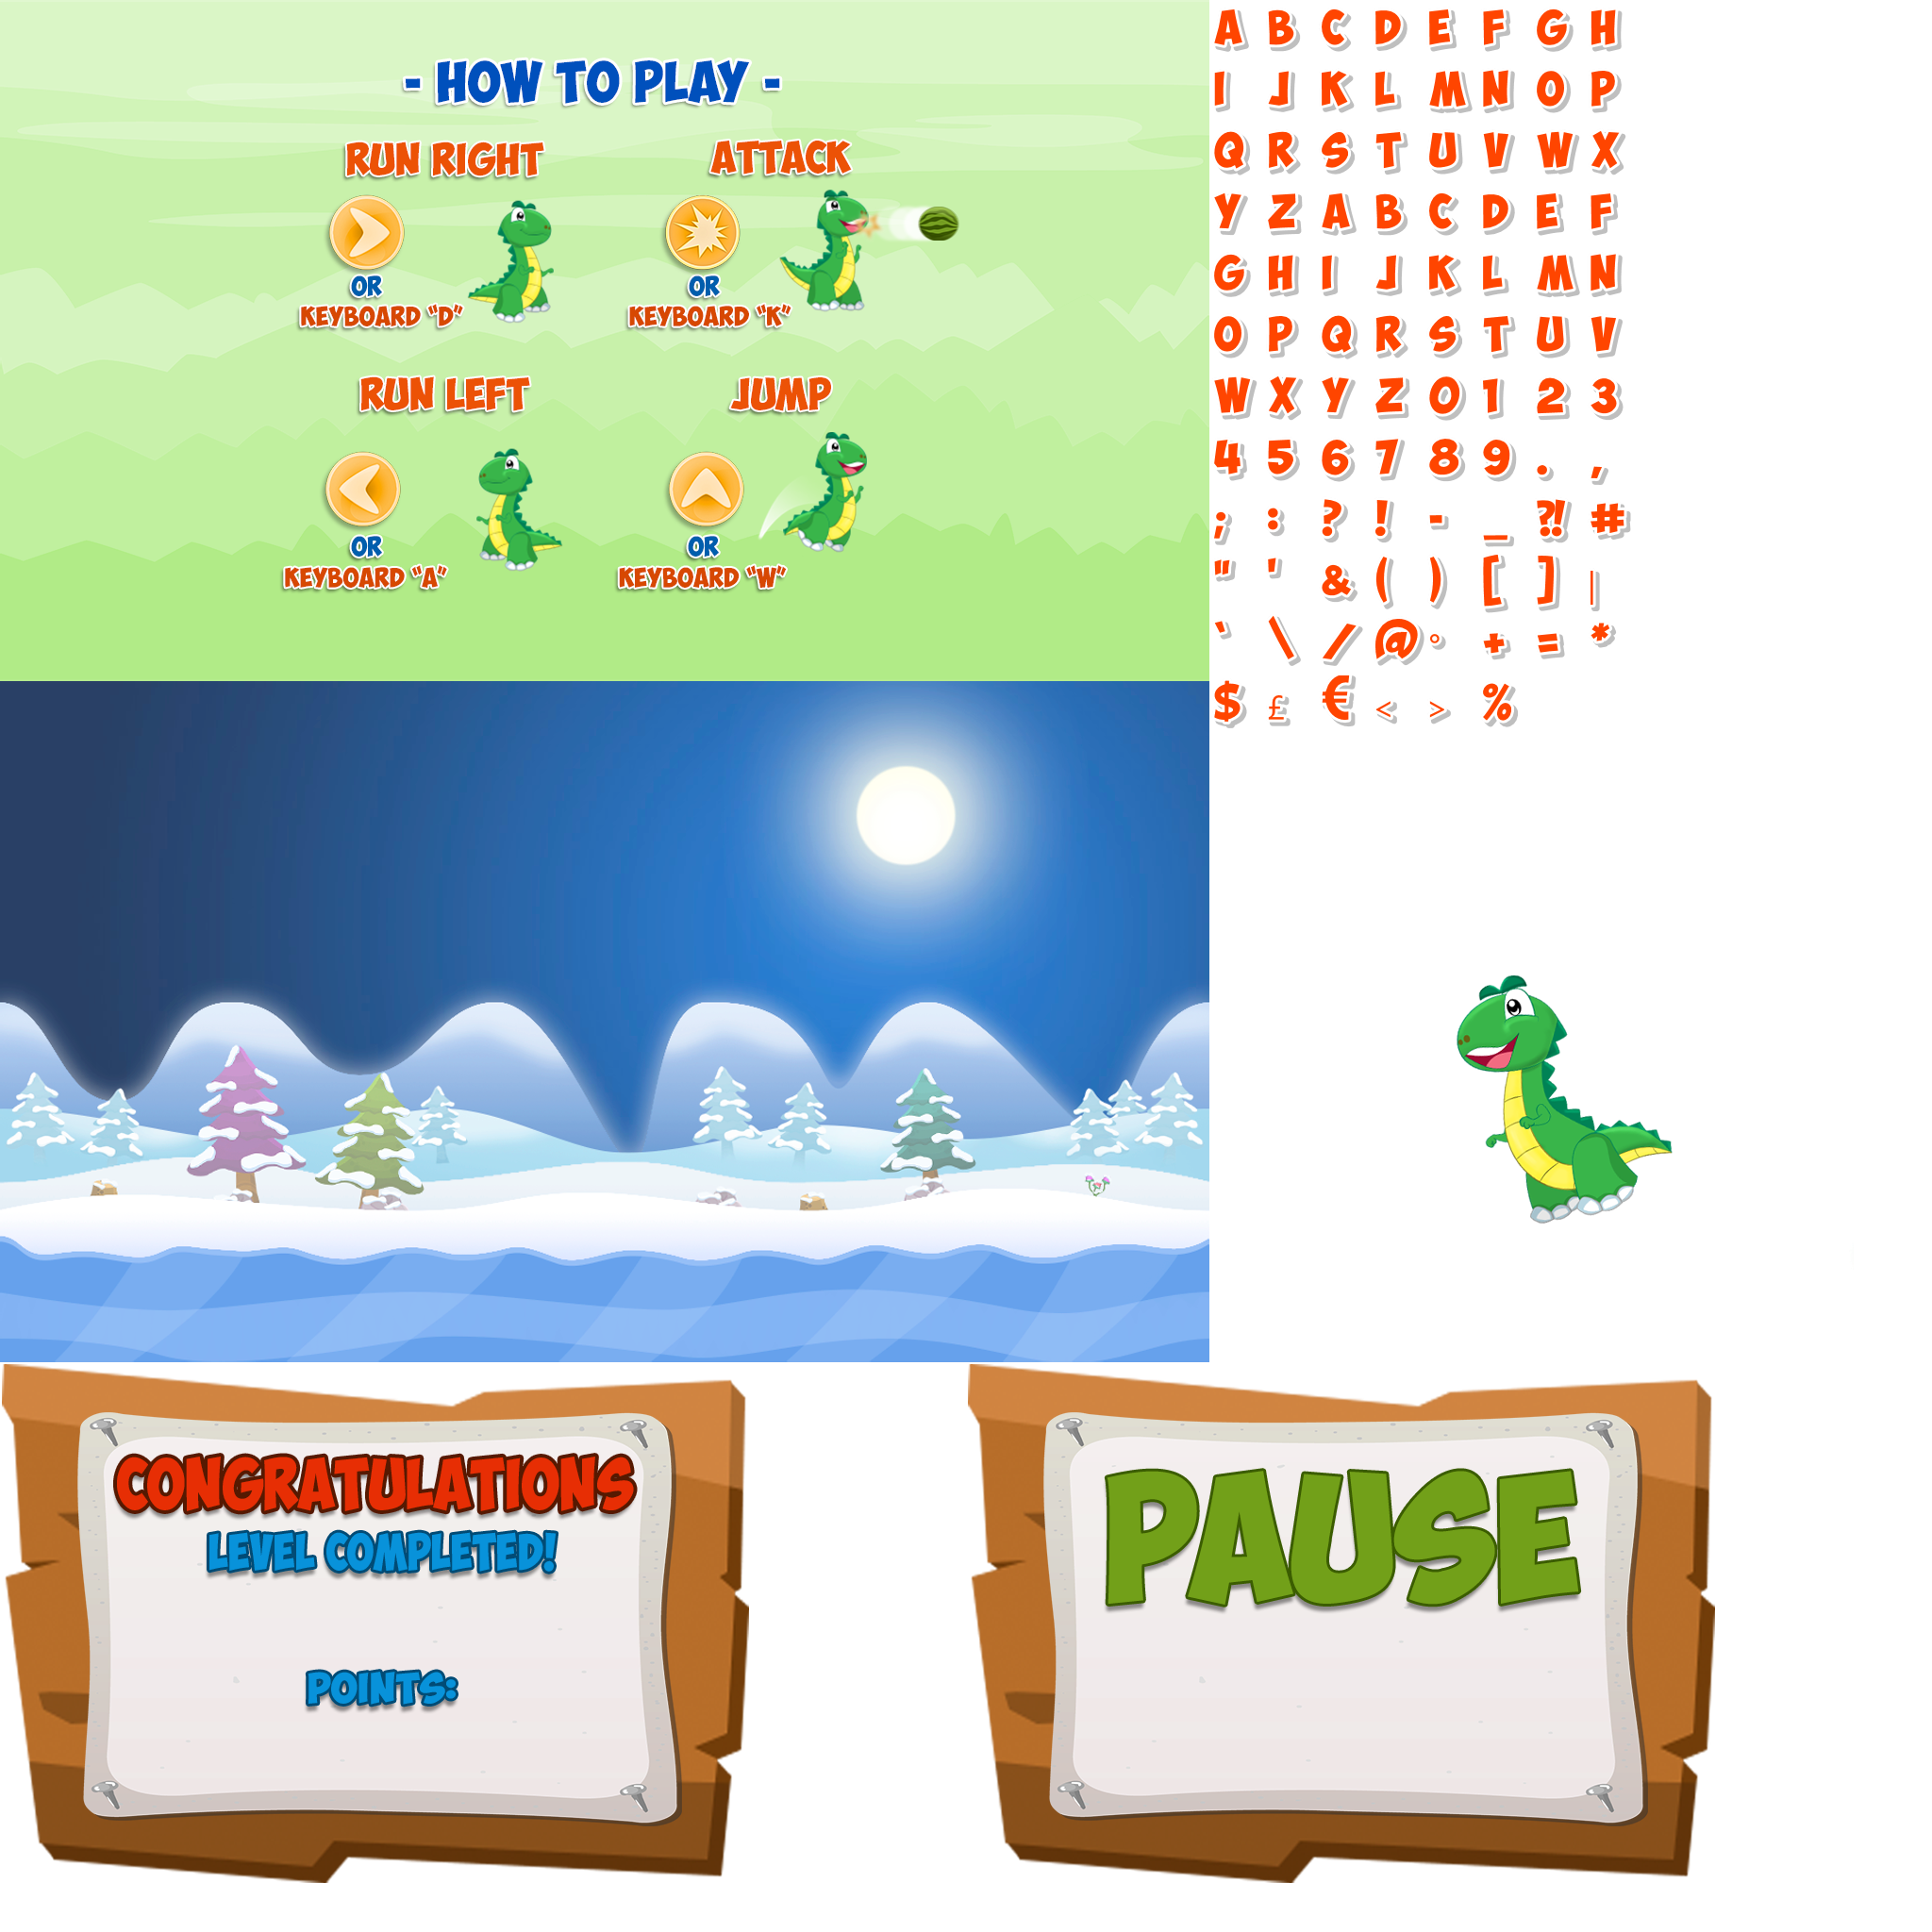 - HOW TO PLAY -
RUN RIGHT
OR
KEYBOARD "D"
ATTACK
OR
KEYBOARD "K"
RUN LEFT
OR
KEYBOARD "A"
JUMP
OR
KEYBOARD "W"
A B C D E F G H
I J K L M N O P
Q R S T U V W X
Y Z A B C D E F
G H I J K L M N
O P Q R S T U V
W X Y Z 0 1 2 3
4 5 6 7 8 9 . ,
; : ? ! - _ ⁈ #
" ' & ( ) [ ] |
` \ / @ ° + = *
$ £ € < > %
CONGRATULATIONS
LEVEL COMPLETED!
POINTS:
PAUSE